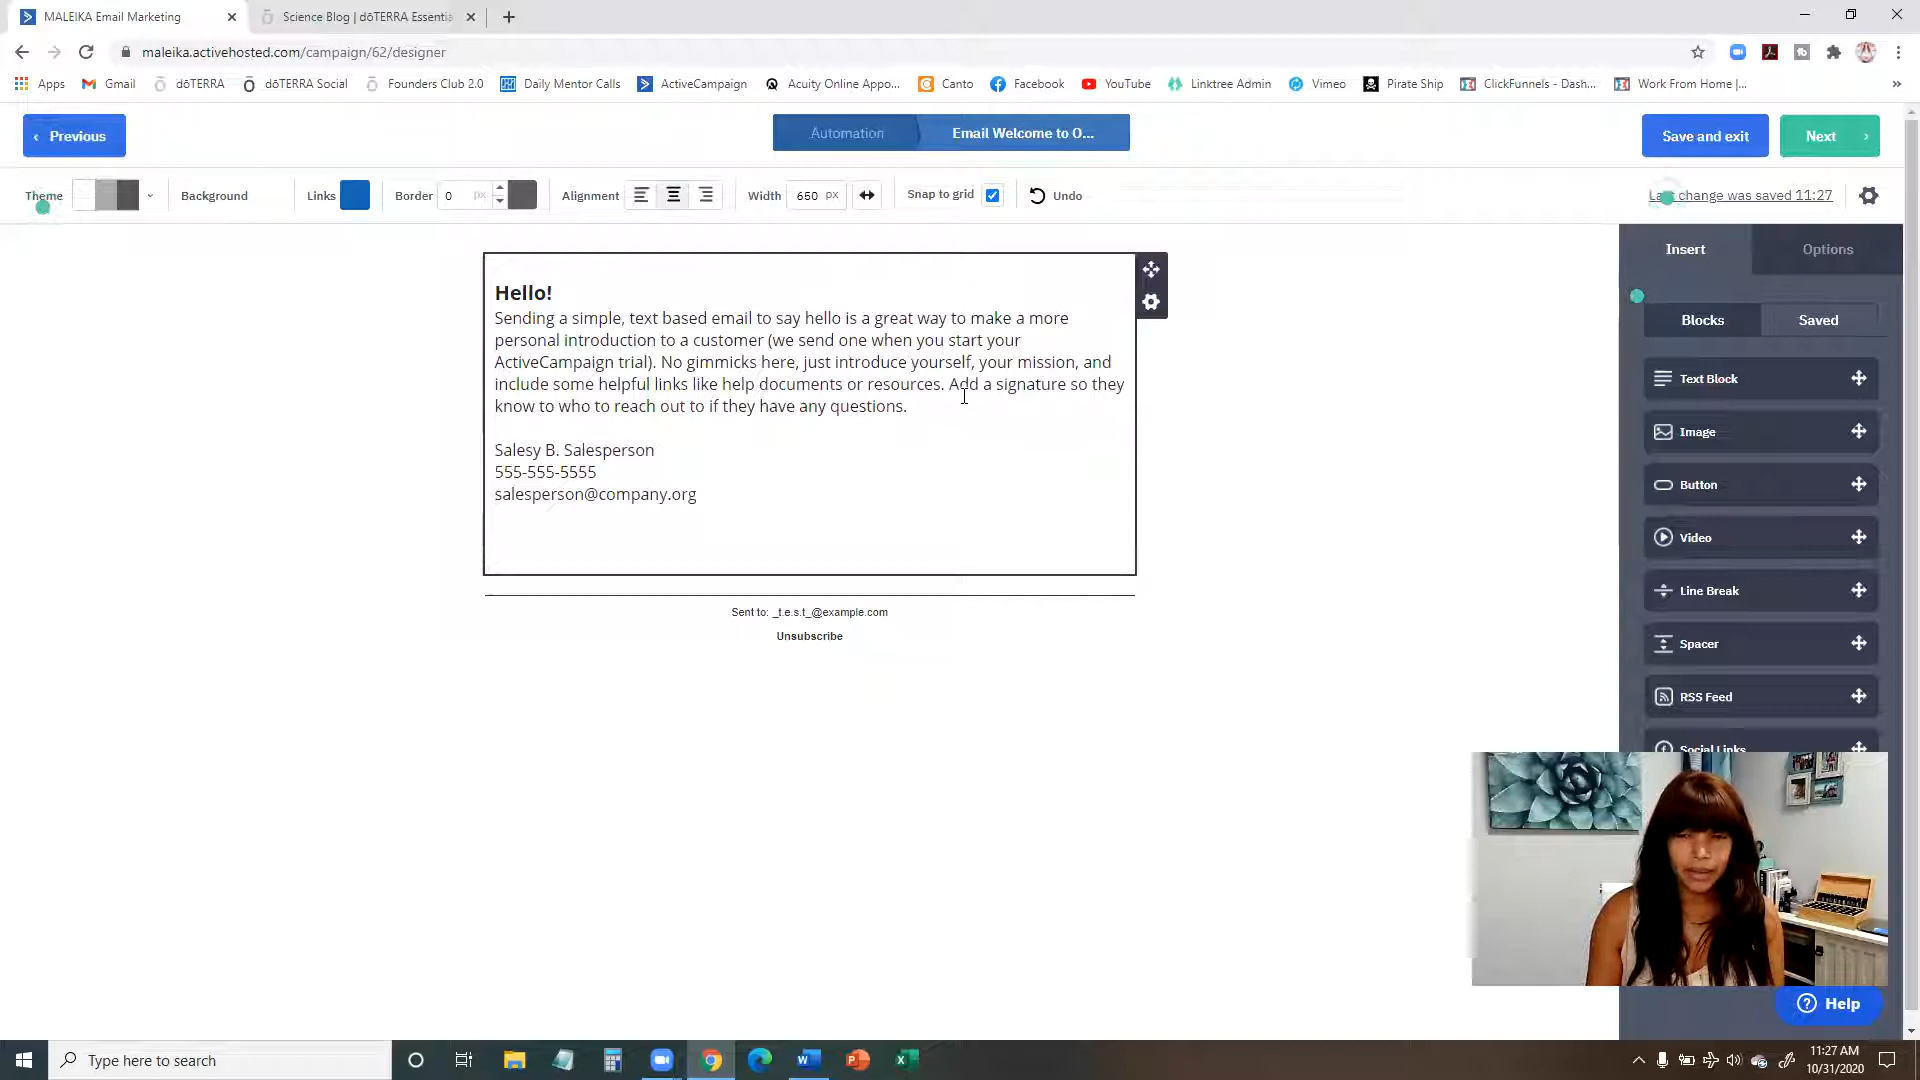 MALEIKA Email Marketing
Science Blog | dōTERRA Essentia
maleika.activehosted.com/campaign/62/designer
Apps
Gmail
dōTERRA
dōTERRA Social
Founders Club 2.0
Daily Mentor Calls
ActiveCampaign
Acuity Online Appo...
Canto
Facebook
YouTube
Linktree Admin
Vimeo
Pirate Ship
ClickFunnels - Dash...
Work From Home |...
Previous
Automation
Email Welcome to O...
Save and exit
Next
Theme
Background
Links
Border 0 px
Alignment
Width 650 px
Snap to grid
Undo
Last change was saved 11:27
Insert
Options
Blocks
Saved
Hello!
Sending a simple, text based email to say hello is a great way to make a more
personal introduction to a customer (we send one when you start your
ActiveCampaign trial). No gimmicks here, just introduce yourself, your mission, and
include some helpful links like help documents or resources. Add a signature so they
know to who to reach out to if they have any questions.
Salesy B. Salesperson
555-555-5555
salesperson@company.org
Sent to: _t.e.s.t_@example.com
Unsubscribe
Text Block
Image
Button
Video
Line Break
Spacer
RSS Feed
Social Links
Help
Type here to search
11:27 AM
10/31/2020